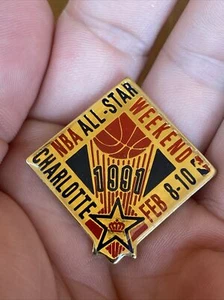 NBA ALL-STAR
WEEKEND
1991
CHARLOTTE
FEB 8-10